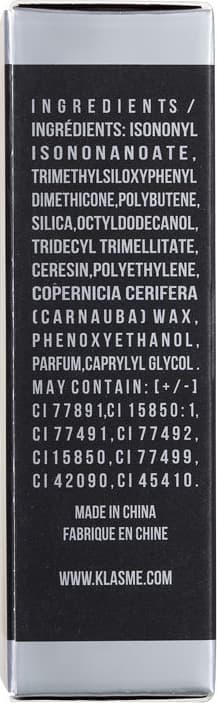 INGREDIENTS /
INGRÉDIENTS: ISONONYL
ISONONANOATE,
TRIMETHYLSILOXYPHENYL
DIMETHICONE,POLYBUTENE,
SILICA,OCTYLDODECANOL,
TRIDECYL TRIMELLITATE,
CERESIN,POLYETHYLENE,
COPERNICIA CERIFERA
(CARNAUBA) WAX,
PHENOXYETHANOL,
PARFUM,CAPRYLYL GLYCOL.
MAY CONTAIN: [+/-]
CI 77891,CI 15850:1,
CI 77491,CI 77492,
CI15850,CI 77499,
CI 42090,CI 45410.
MADE IN CHINA
FABRIQUE EN CHINE
WWW.KLASME.COM